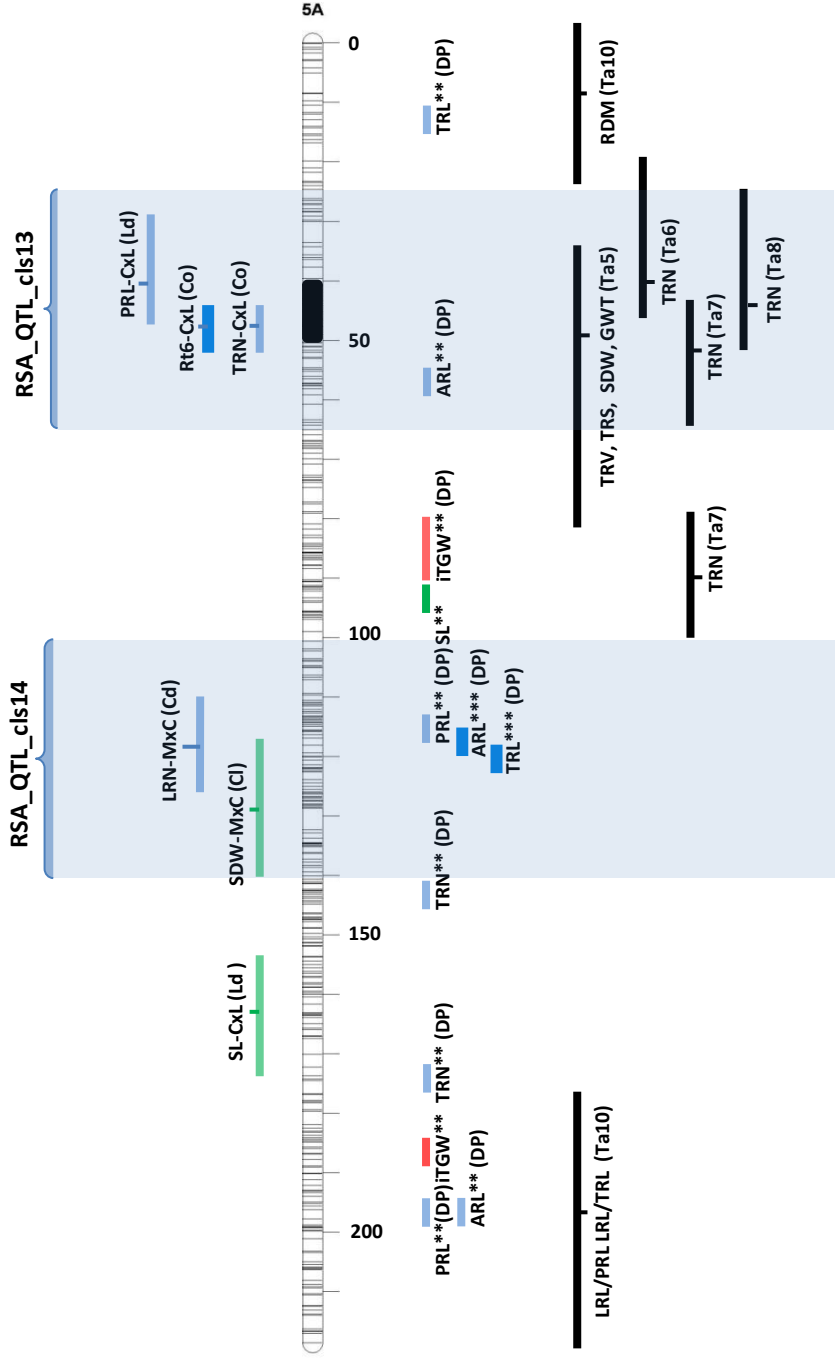 5A
0
50
100
150
200
RSA_QTL_cls13
RSA_QTL_cls14
PRL-CxL (Ld)
Rt6-CxL (Co)
TRN-CxL (Co)
LRN-MxC (Cd)
SDW-MxC (Cl)
SL-CxL (Ld )
TRL** (DP)
ARL** (DP)
iTGW** (DP)
SL**
PRL** (DP)
ARL*** (DP)
TRL*** (DP)
TRN** (DP)
TRN** (DP)
iTGW**
PRL**(DP)
ARL** (DP)
RDM (Ta10)
TRV, TRS, SDW, GWT (Ta5)
TRN (Ta6)
TRN (Ta7)
TRN (Ta8)
TRN (Ta7)
LRL/PRL LRL/TRL (Ta10)